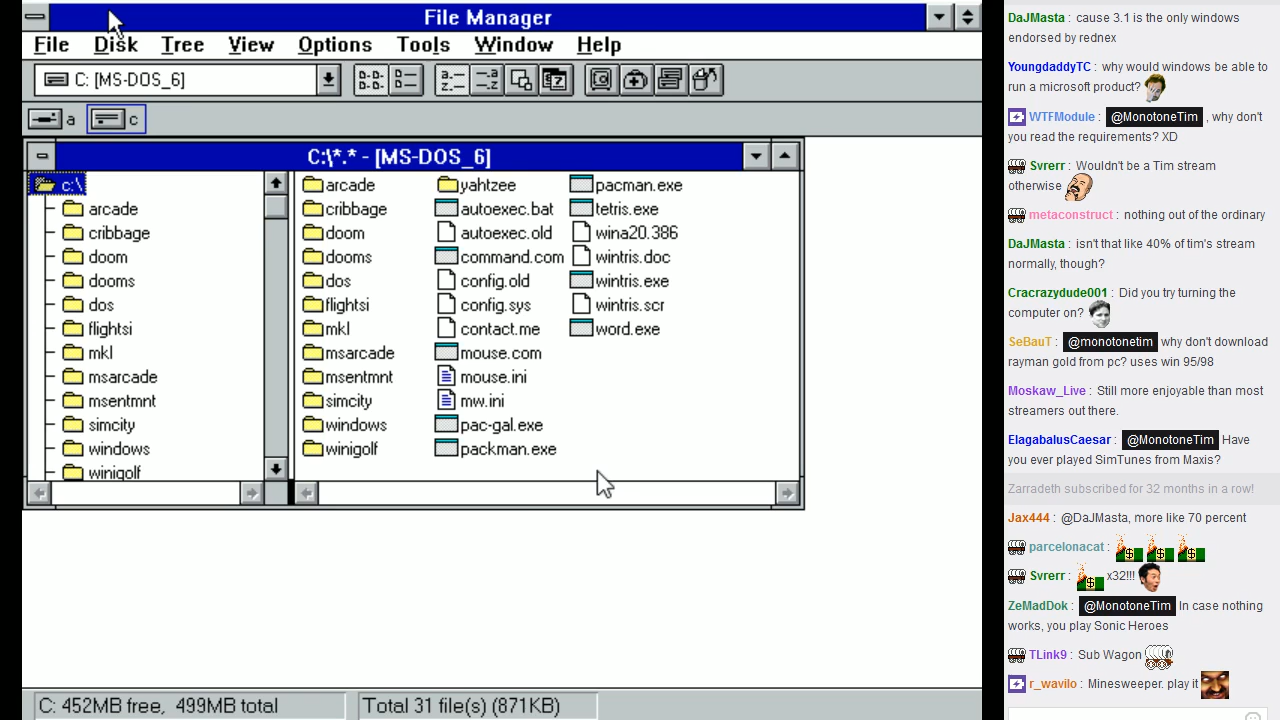 File Manager
File Disk Tree View Options Tools Window Help
C: [MS-DOS_6]
a c
C:\*.* - [MS-DOS_6]
c:\
arcade
cribbage
doom
dooms
dos
flightsi
mkl
msarcade
msentmnt
simcity
windows
winigolf
arcade
cribbage
doom
dooms
dos
flightsi
mkl
msarcade
msentmnt
simcity
windows
winigolf
yahtzee
autoexec.bat
autoexec.old
command.com
config.old
config.sys
contact.me
mouse.com
mouse.ini
mw.ini
pac-gal.exe
packman.exe
pacman.exe
tetris.exe
wina20.386
wintris.doc
wintris.exe
wintris.scr
word.exe
C: 452MB free, 499MB total
Total 31 file(s) (871KB)
DaJMasta : cause 3.1 is the only windows
endorsed by rednex
YoungdaddyTC : why would windows be able to
run a microsoft product?
WTFModule : @MonotoneTim , why don't
you read the requirements? XD
Svrerr : Wouldn't be a Tim stream
otherwise
metaconstruct : nothing out of the ordinary
DaJMasta : isn't that like 40% of tim's stream
normally, though?
Cracrazydude001 : Did you try turning the
computer on?
SeBauT : @monotonetim why don't download
rayman gold from pc? uses win 95/98
Moskaw_Live : Still more enjoyable than most
streamers out there.
ElagabalusCaesar : @MonotoneTim Have
you ever played SimTunes from Maxis?
Zarradeth subscribed for 32 months in a row!
Jax444 : @DaJMasta, more like 70 percent
parcelonacat :
Svrerr : x32!!!
ZeMadDok : @MonotoneTim In case nothing
works, you play Sonic Heroes
TLink9 : Sub Wagon
r_wavilo : Minesweeper. play it